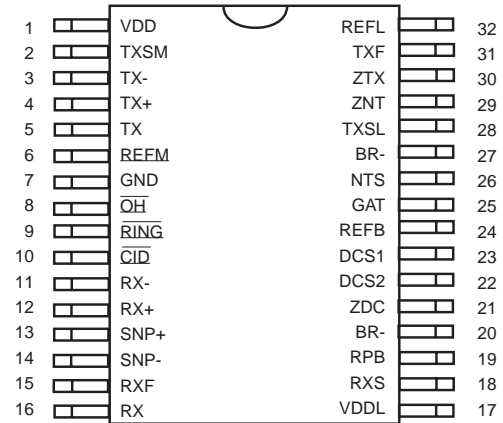 1 VDD REFL 32
2 TXSM TXF 31
3 TX- ZTX 30
4 TX+ ZNT 29
5 TX TXSL 28
6 REFM BR- 27
7 GND NTS 26
8 OH GAT 25
9 RING REFB 24
10 CID DCS1 23
11 RX- DCS2 22
12 RX+ ZDC 21
13 SNP+ BR- 20
14 SNP- RPB 19
15 RXF RXS 18
16 RX VDDL 17